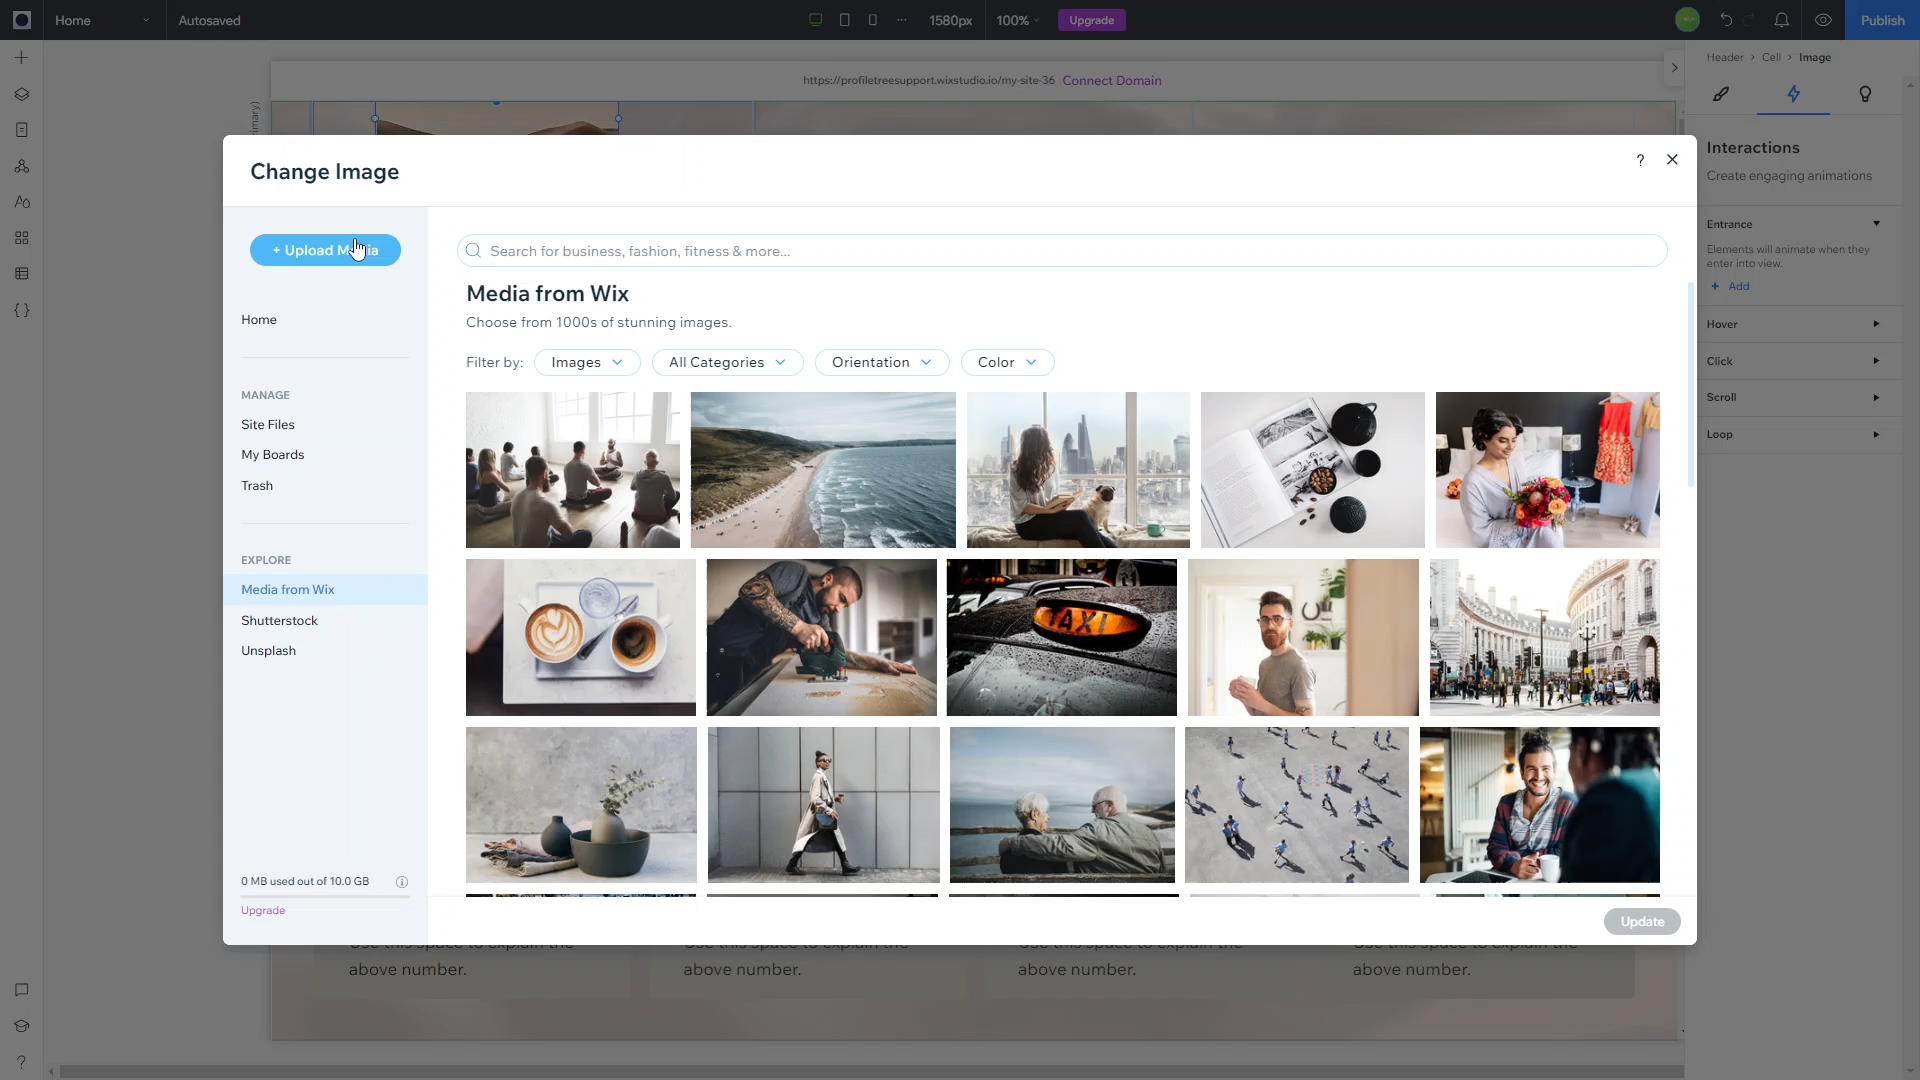 Home
Autosaved
1580px
100%
Upgrade
Publish
https://profiletreesupport.wixstudio.io/my-site-36 Connect Domain
Header > Cell > Image
Change Image
?
+ Upload Media
Search for business, fashion, fitness & more...
Media from Wix
Choose from 1000s of stunning images.
Filter by: Images All Categories Orientation Color
Home
MANAGE
Site Files
My Boards
Trash
EXPLORE
Media from Wix
Shutterstock
Unsplash
TAXI
0 MB used out of 10.0 GB
Upgrade
Update
Interactions
Create engaging animations
Entrance
Elements will animate when they
enter into view.
+ Add
Hover
Click
Scroll
Loop
Use this space to explain the
above number.
Use this space to explain the
above number.
Use this space to explain the
above number.
Use this space to explain the
above number.
?